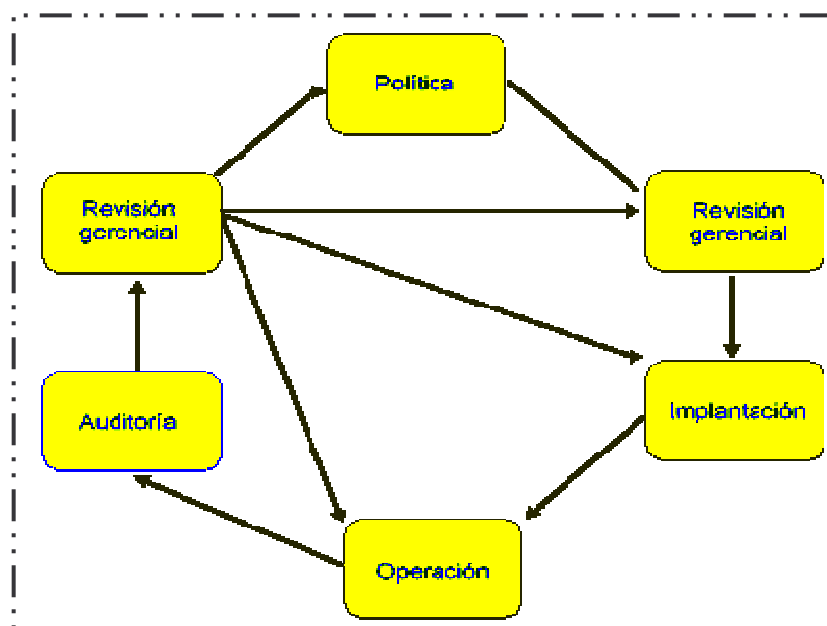 Política
Revisión
gerencial
Revisión
gerencial
Auditoría
Implantación
Operación